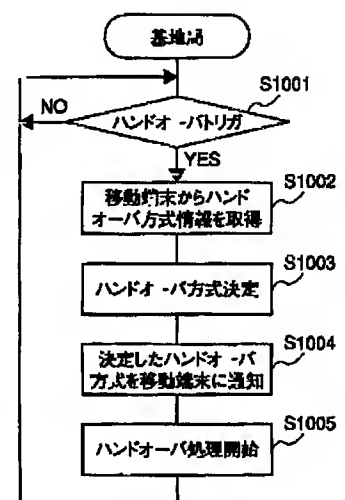 基地局
S1001
NO
ハンドオーバトリガ
YES
S1002
移動端末からハンド
オーバ方式情報を取得
S1003
ハンドオーバ方式決定
S1004
決定したハンドオーバ
方式を移動端末に通知
S1005
ハンドオーバ処理開始